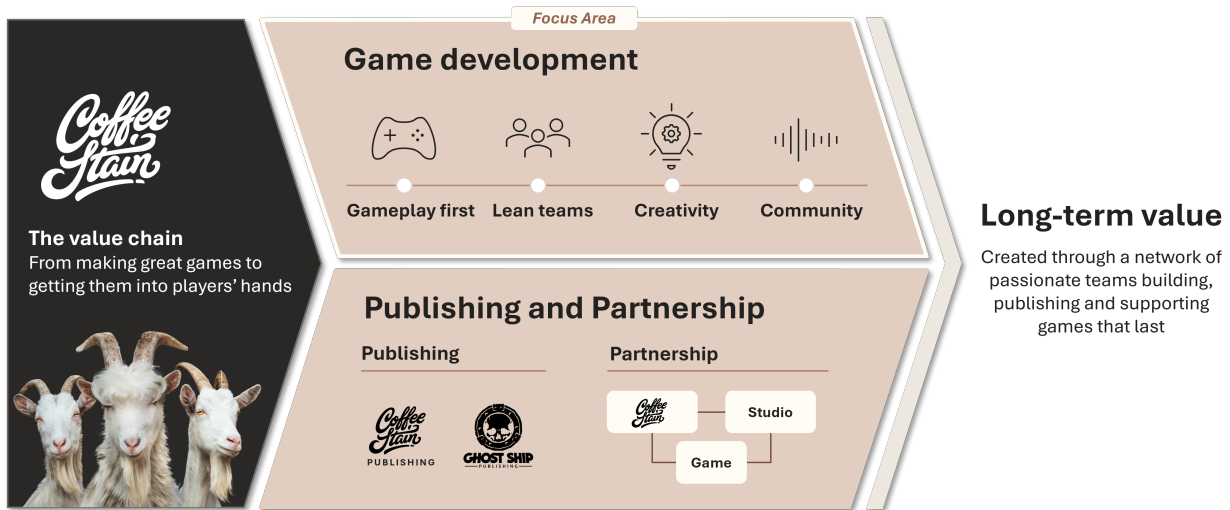 Focus Area
Coffee
Stain
The value chain
From making great games to
getting them into players' hands
Game development
Gameplay first
Lean teams
Creativity
Community
Publishing and Partnership
Publishing
Coffee
Stain
PUBLISHING
GHOST SHIP
PUBLISHING
Partnership
Coffee
Stain
Studio
Game
Long-term value
Created through a network of
passionate teams building,
publishing and supporting
games that last